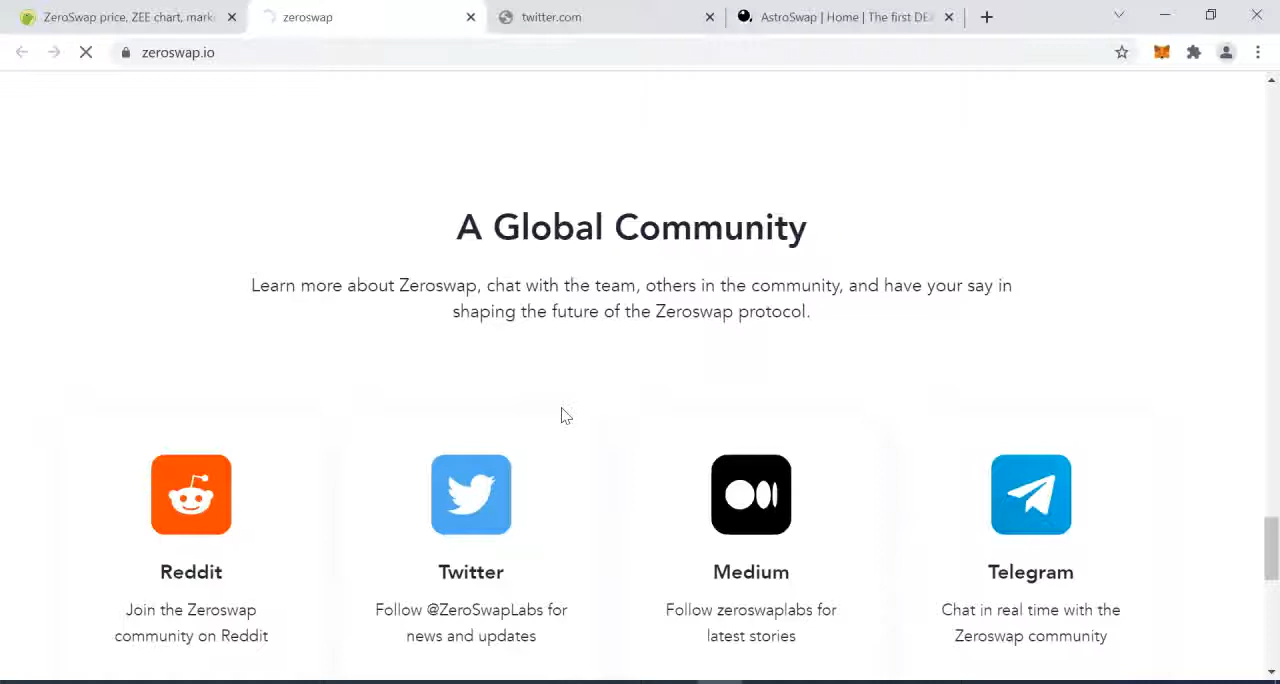 ZeroSwap price, ZEE chart, mark
zeroswap
twitter.com
AstroSwap | Home | The first DE
zeroswap.io
A Global Community
Learn more about Zeroswap, chat with the team, others in the community, and have your say in
shaping the future of the Zeroswap protocol.
Reddit
Join the Zeroswap
community on Reddit
Twitter
Follow @ZeroSwapLabs for
news and updates
Medium
Follow zeroswaplabs for
latest stories
Telegram
Chat in real time with the
Zeroswap community